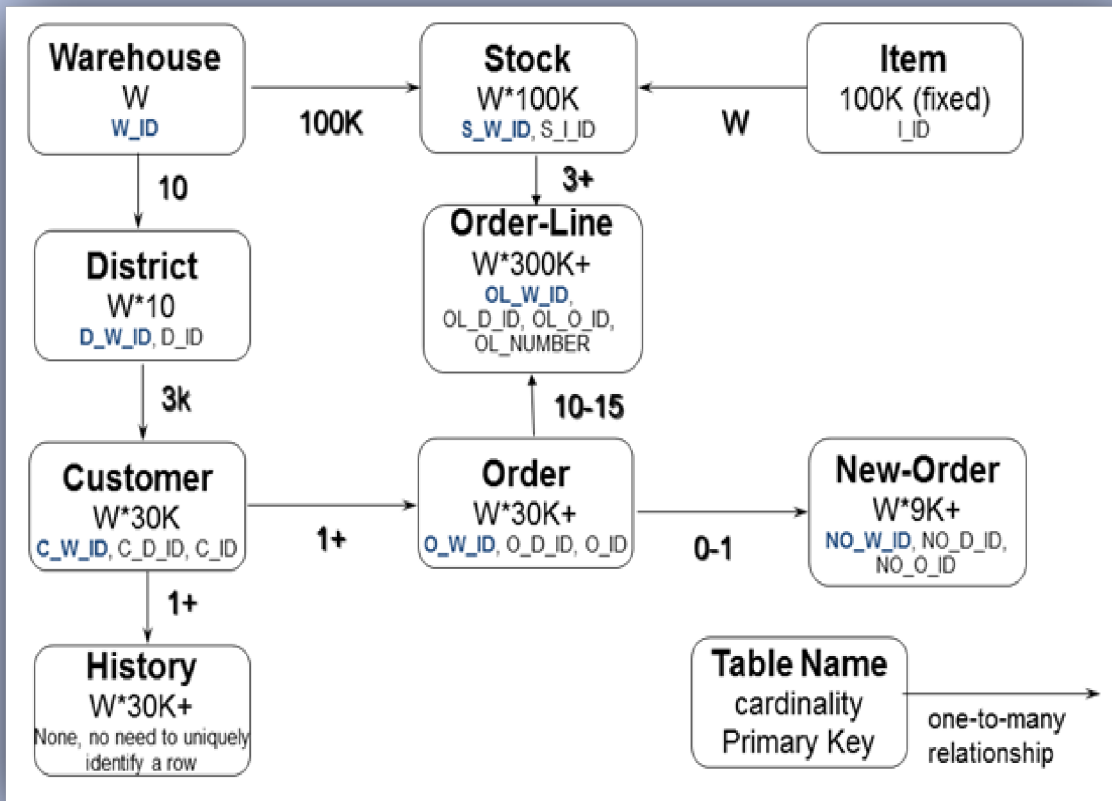 Warehouse
W
W_ID
100K
Stock
W*100K
S_W_ID, S_I_ID
W
Item
100K (fixed)
I_ID
10
3+
District
W*10
D_W_ID, D_ID
Order-Line
W*300K+
OL_W_ID,
OL_D_ID, OL_O_ID,
OL_NUMBER
3k
10-15
Customer
W*30K
C_W_ID, C_D_ID, C_ID
1+
Order
W*30K+
O_W_ID, O_D_ID, O_ID
0-1
New-Order
W*9K+
NO_W_ID, NO_D_ID,
NO_O_ID
1+
History
W*30K+
None, no need to uniquely
identify a row
Table Name
cardinality
Primary Key
one-to-many
relationship